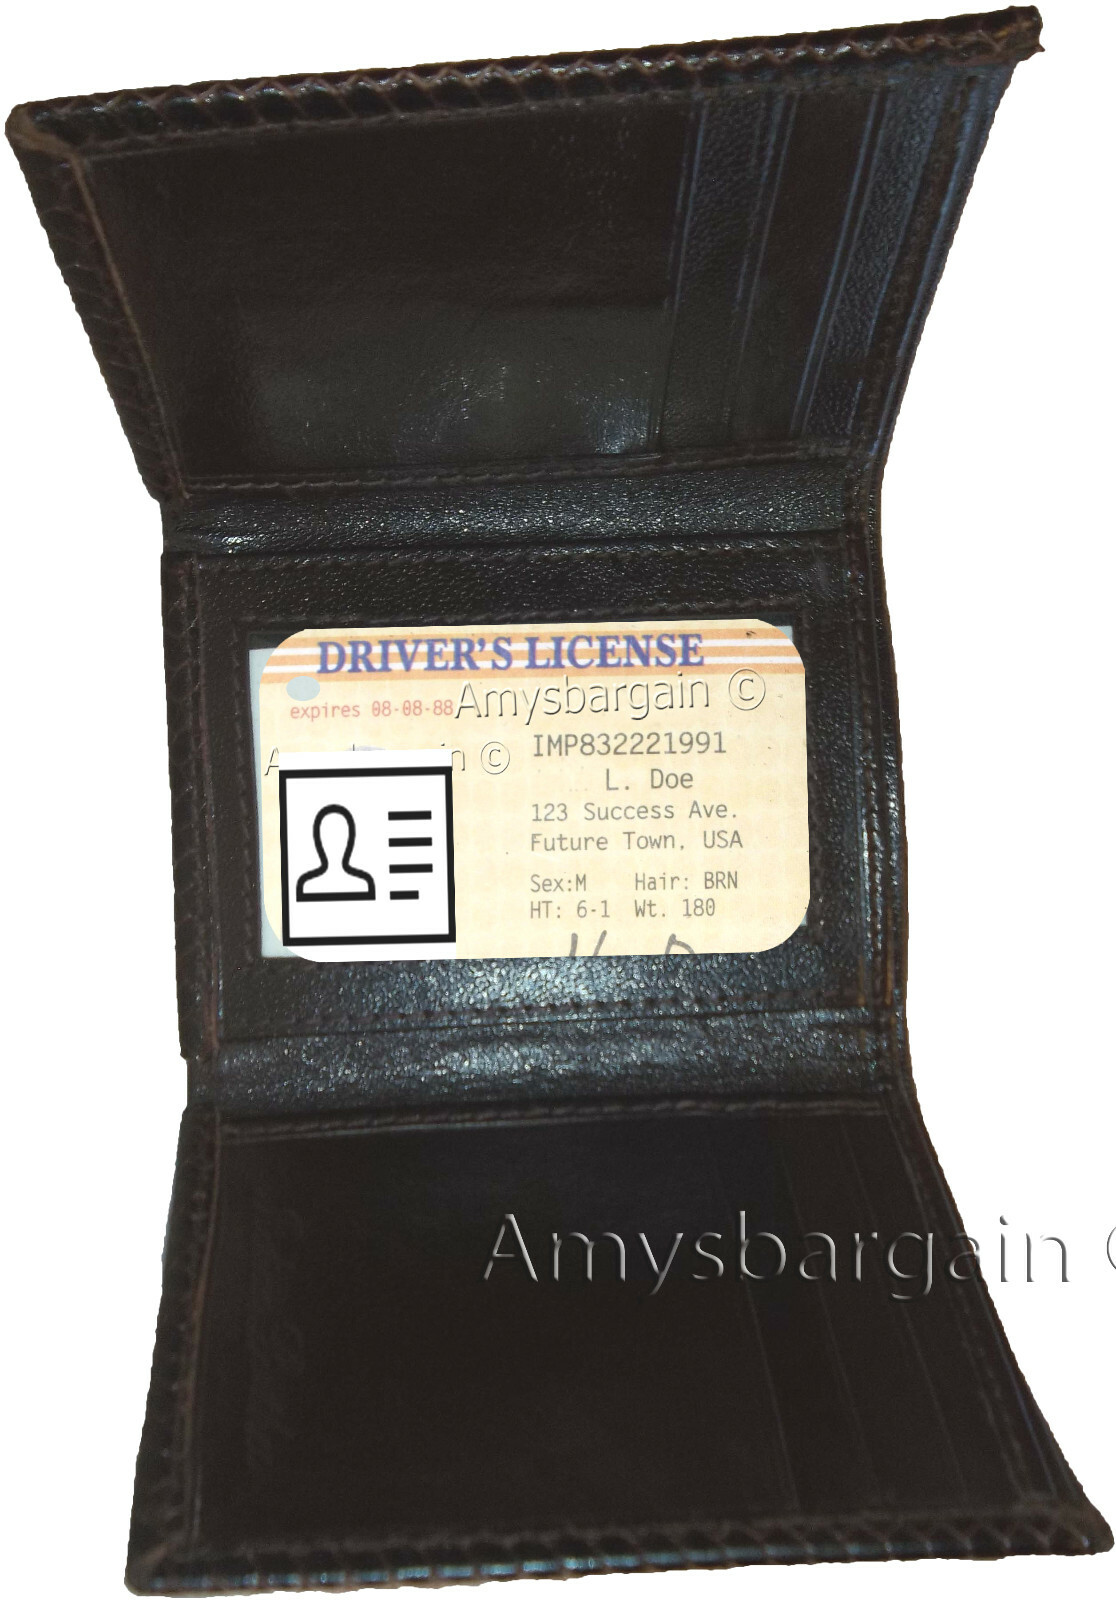 DRIVER'S LICENSE
expires 08-08-88
Amysbargain ©
IMP832221991
L. Doe
123 Success Ave.
Future Town, USA
Sex:M Hair: BRN
HT: 6-1 Wt. 180
Amysbargain ©